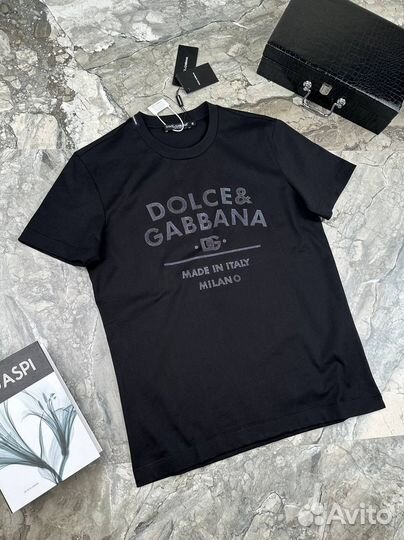 DOLCE&
GABBANA
DG
MADE IN ITALY
MILANO
ASPI
Avito